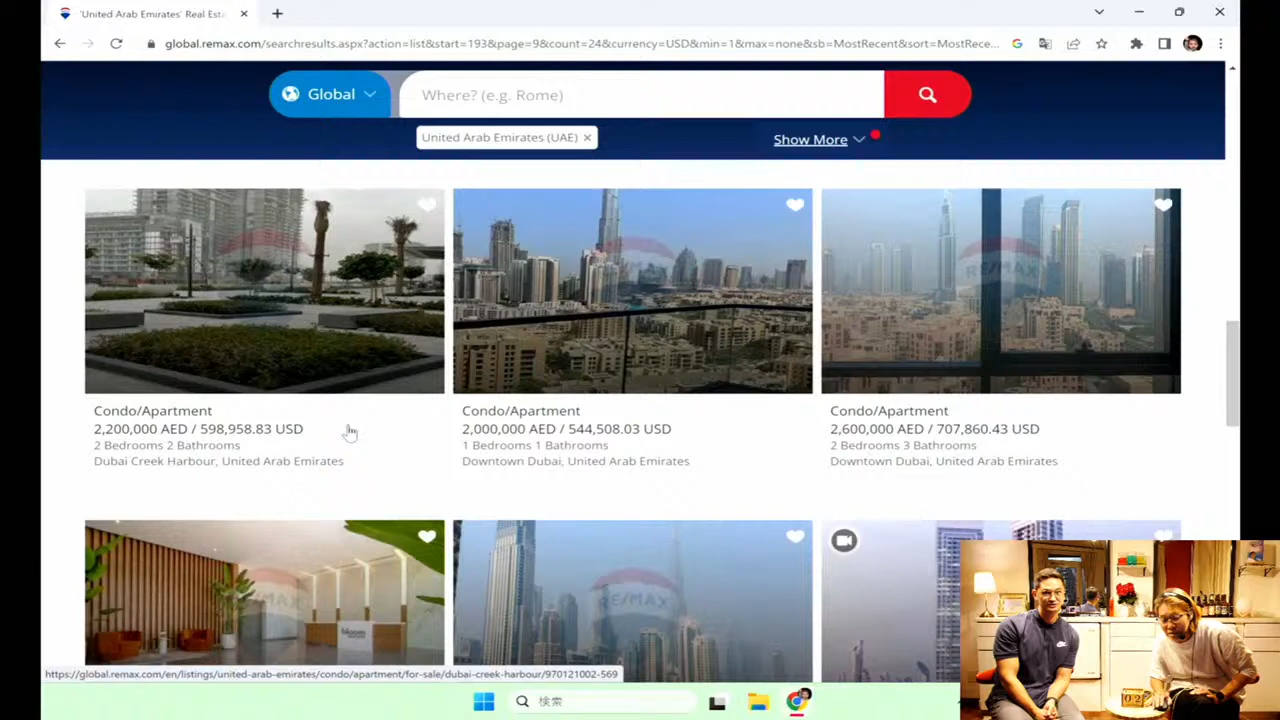 'United Arab Emirates' Real Esta
global.remax.com/searchresults.aspx?action=list&start=193&page=9&count=24&currency=USD&min=1&max=none&sb=MostRecent&sort=MostRece...
Global
Where? (e.g. Rome)
United Arab Emirates (UAE) ×
Show More
Condo/Apartment
2,200,000 AED / 598,958.83 USD
2 Bedrooms 2 Bathrooms
Dubai Creek Harbour, United Arab Emirates
Condo/Apartment
2,000,000 AED / 544,508.03 USD
1 Bedrooms 1 Bathrooms
Downtown Dubai, United Arab Emirates
Condo/Apartment
2,600,000 AED / 707,860.43 USD
2 Bedrooms 3 Bathrooms
Downtown Dubai, United Arab Emirates
bloom
RE/MAX
https://global.remax.com/en/listings/united-arab-emirates/condo/apartment/for-sale/dubai-creek-harbour/970121002-569
検索
02